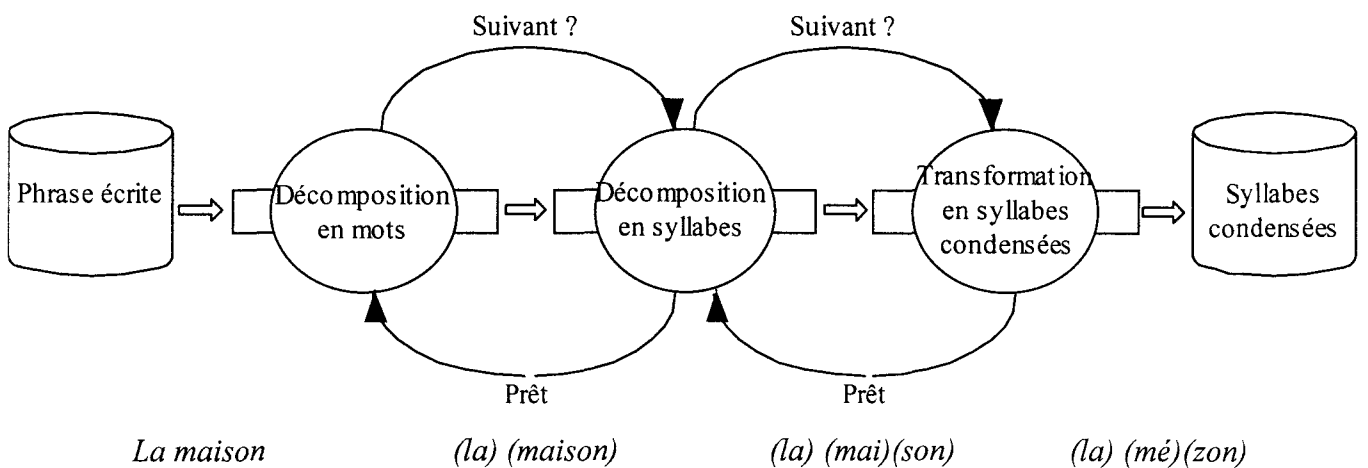 Suivant ?
Suivant ?
Phrase écrite
Décomposition
en mots
Décomposition
en syllabes
Transformation
en syllabes
condensées
Syllabes
condensées
Prêt
Prêt
La maison
(la) (maison)
(la) (mai)(son)
(la) (mé)(zon)